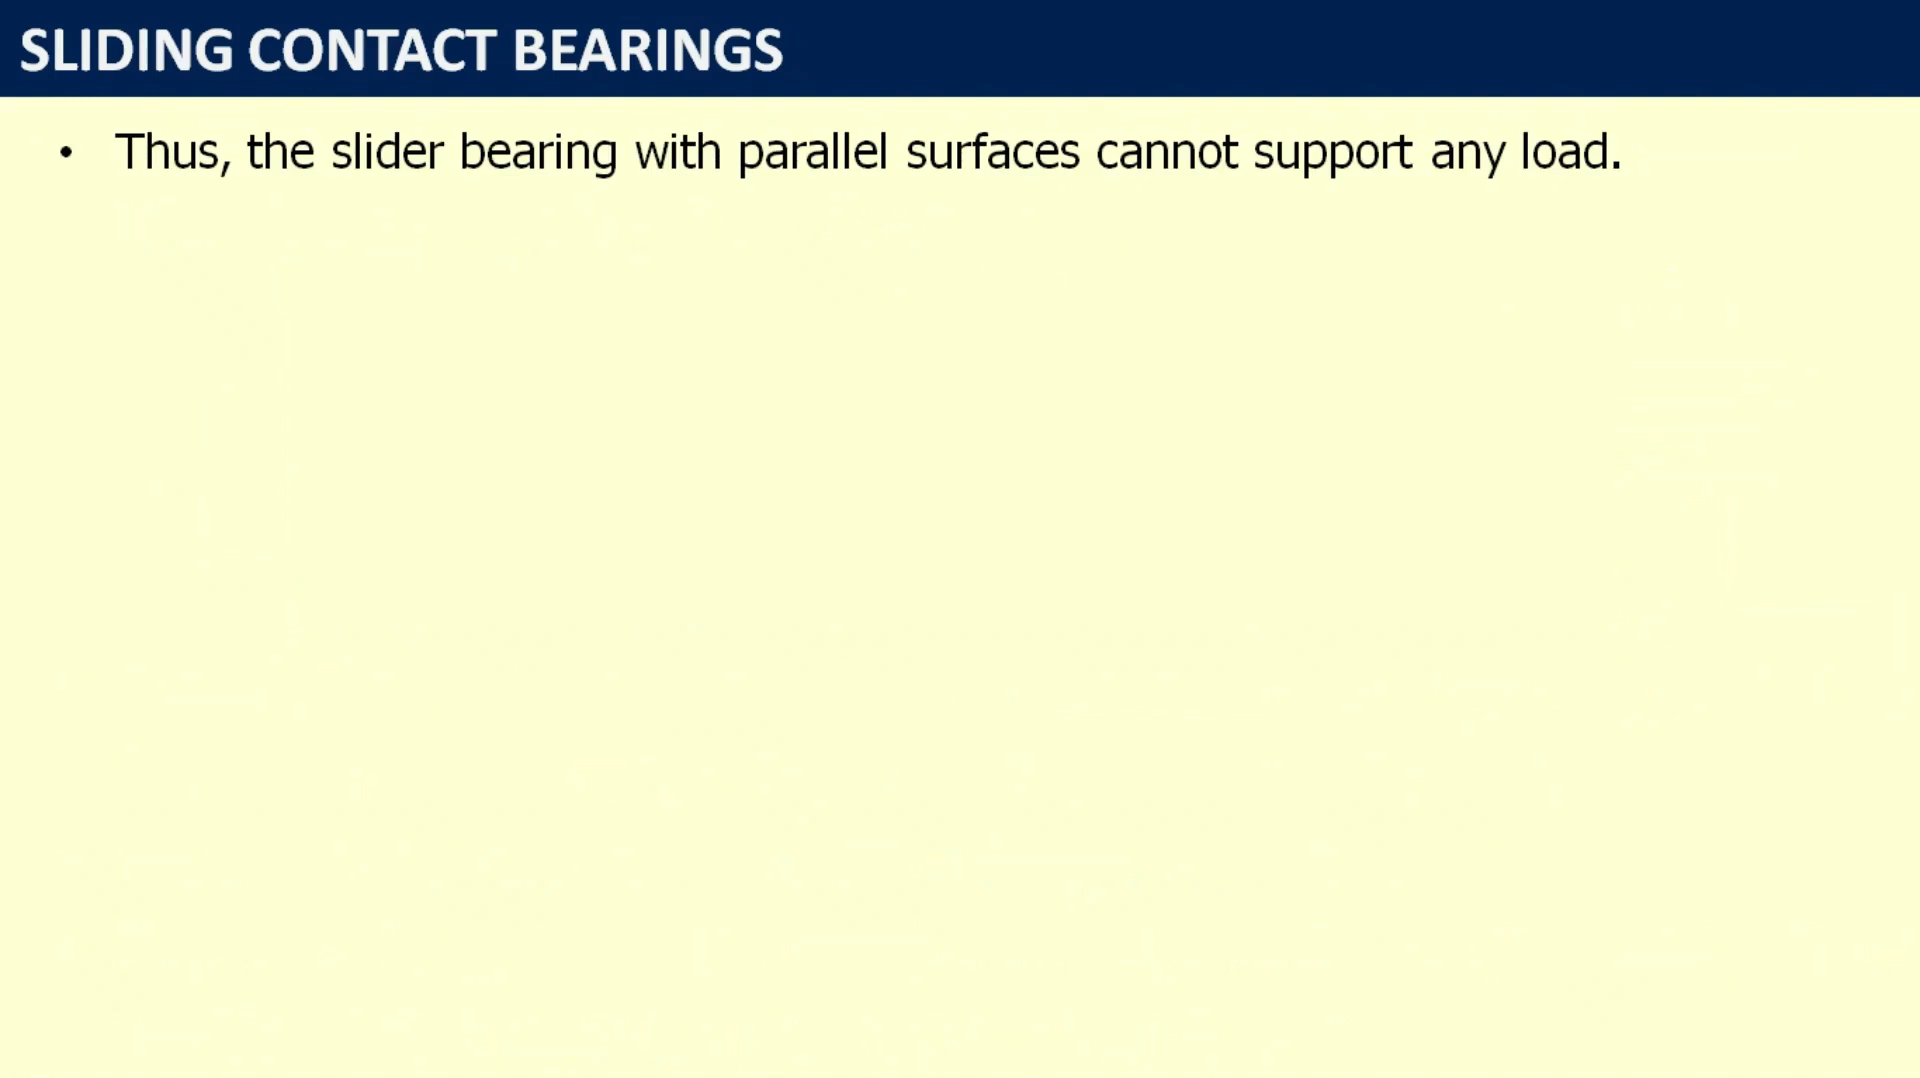 SLIDING CONTACT BEARINGS
• Thus, the slider bearing with parallel surfaces cannot support any load.